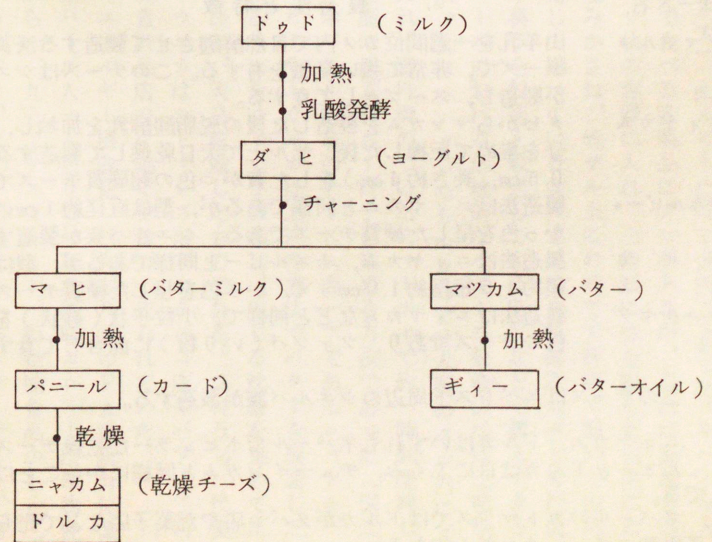 ドゥド (ミルク)
加熱
乳酸発酵
ダヒ (ヨーグルト)
チャーニング
マヒ (バターミルク)
マッカム (バター)
加熱
加熱
パニール (カード)
ギィー (バターオイル)
乾燥
ニャカム (乾燥チーズ)
ドルカ